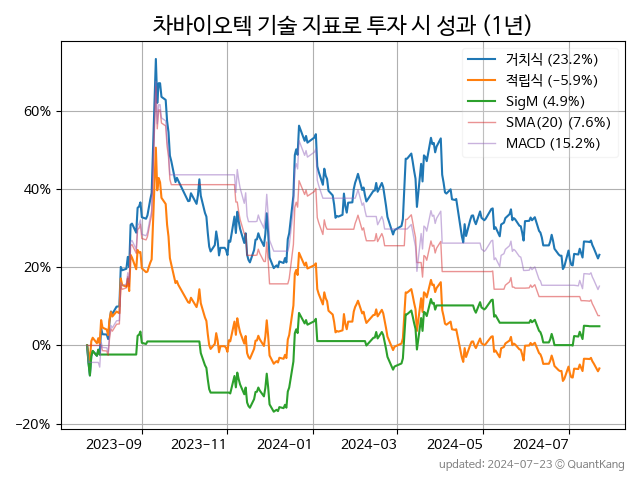 차바이오텍 기술 지표로 투자 시 성과 (1년)
거치식 (23.2%)
적립식 (−5.9%)
SigM (4.9%)
SMA(20) (7.6%)
MACD (15.2%)
60%
40%
20%
0%
−20%
2023−09
2023−11
2024−01
2024−03
2024−05
2024−07
updated: 2024−07−23 ⓒ QuantKang